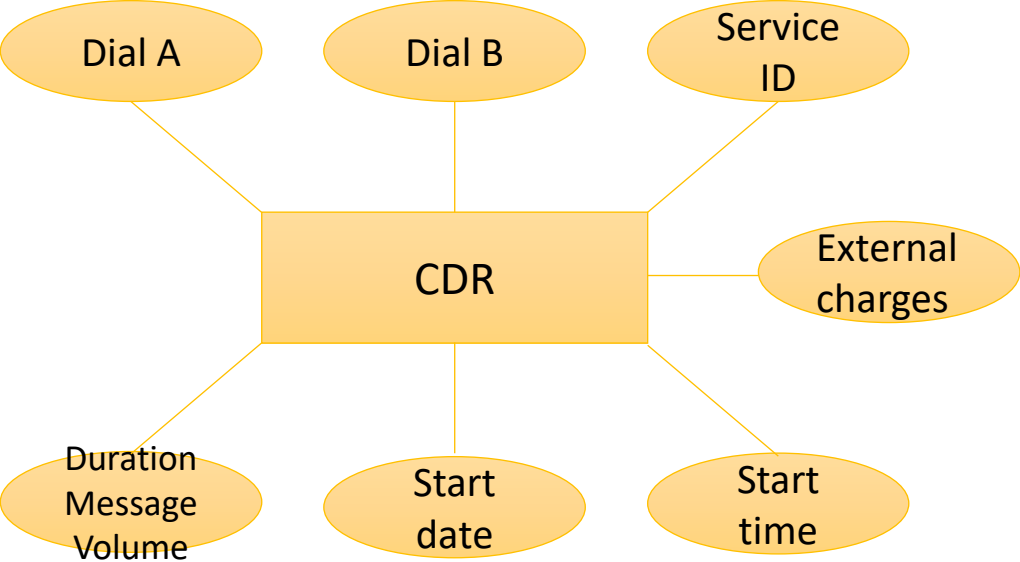 Dial A
Dial B
Service
ID
CDR
External
charges
Duration
Message
Volume
Start
date
Start
time